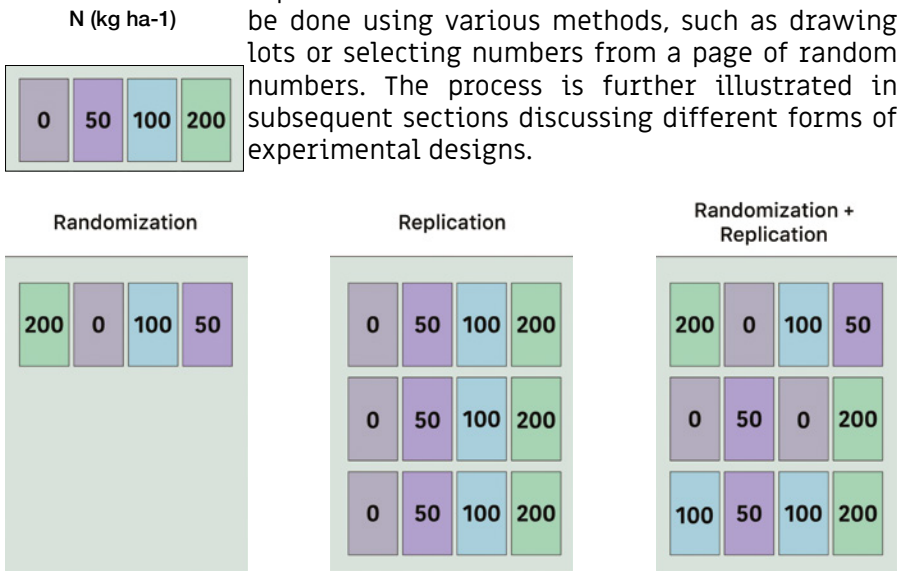 N (kg ha-1)
0 50 100 200
be done using various methods, such as drawing
lots or selecting numbers from a page of random
numbers. The process is further illustrated in
subsequent sections discussing different forms of
experimental designs.
Randomization
200 0 100 50
Replication
0 50 100 200
0 50 100 200
0 50 100 200
Randomization +
Replication
200 0 100 50
0 50 0 200
100 50 100 200